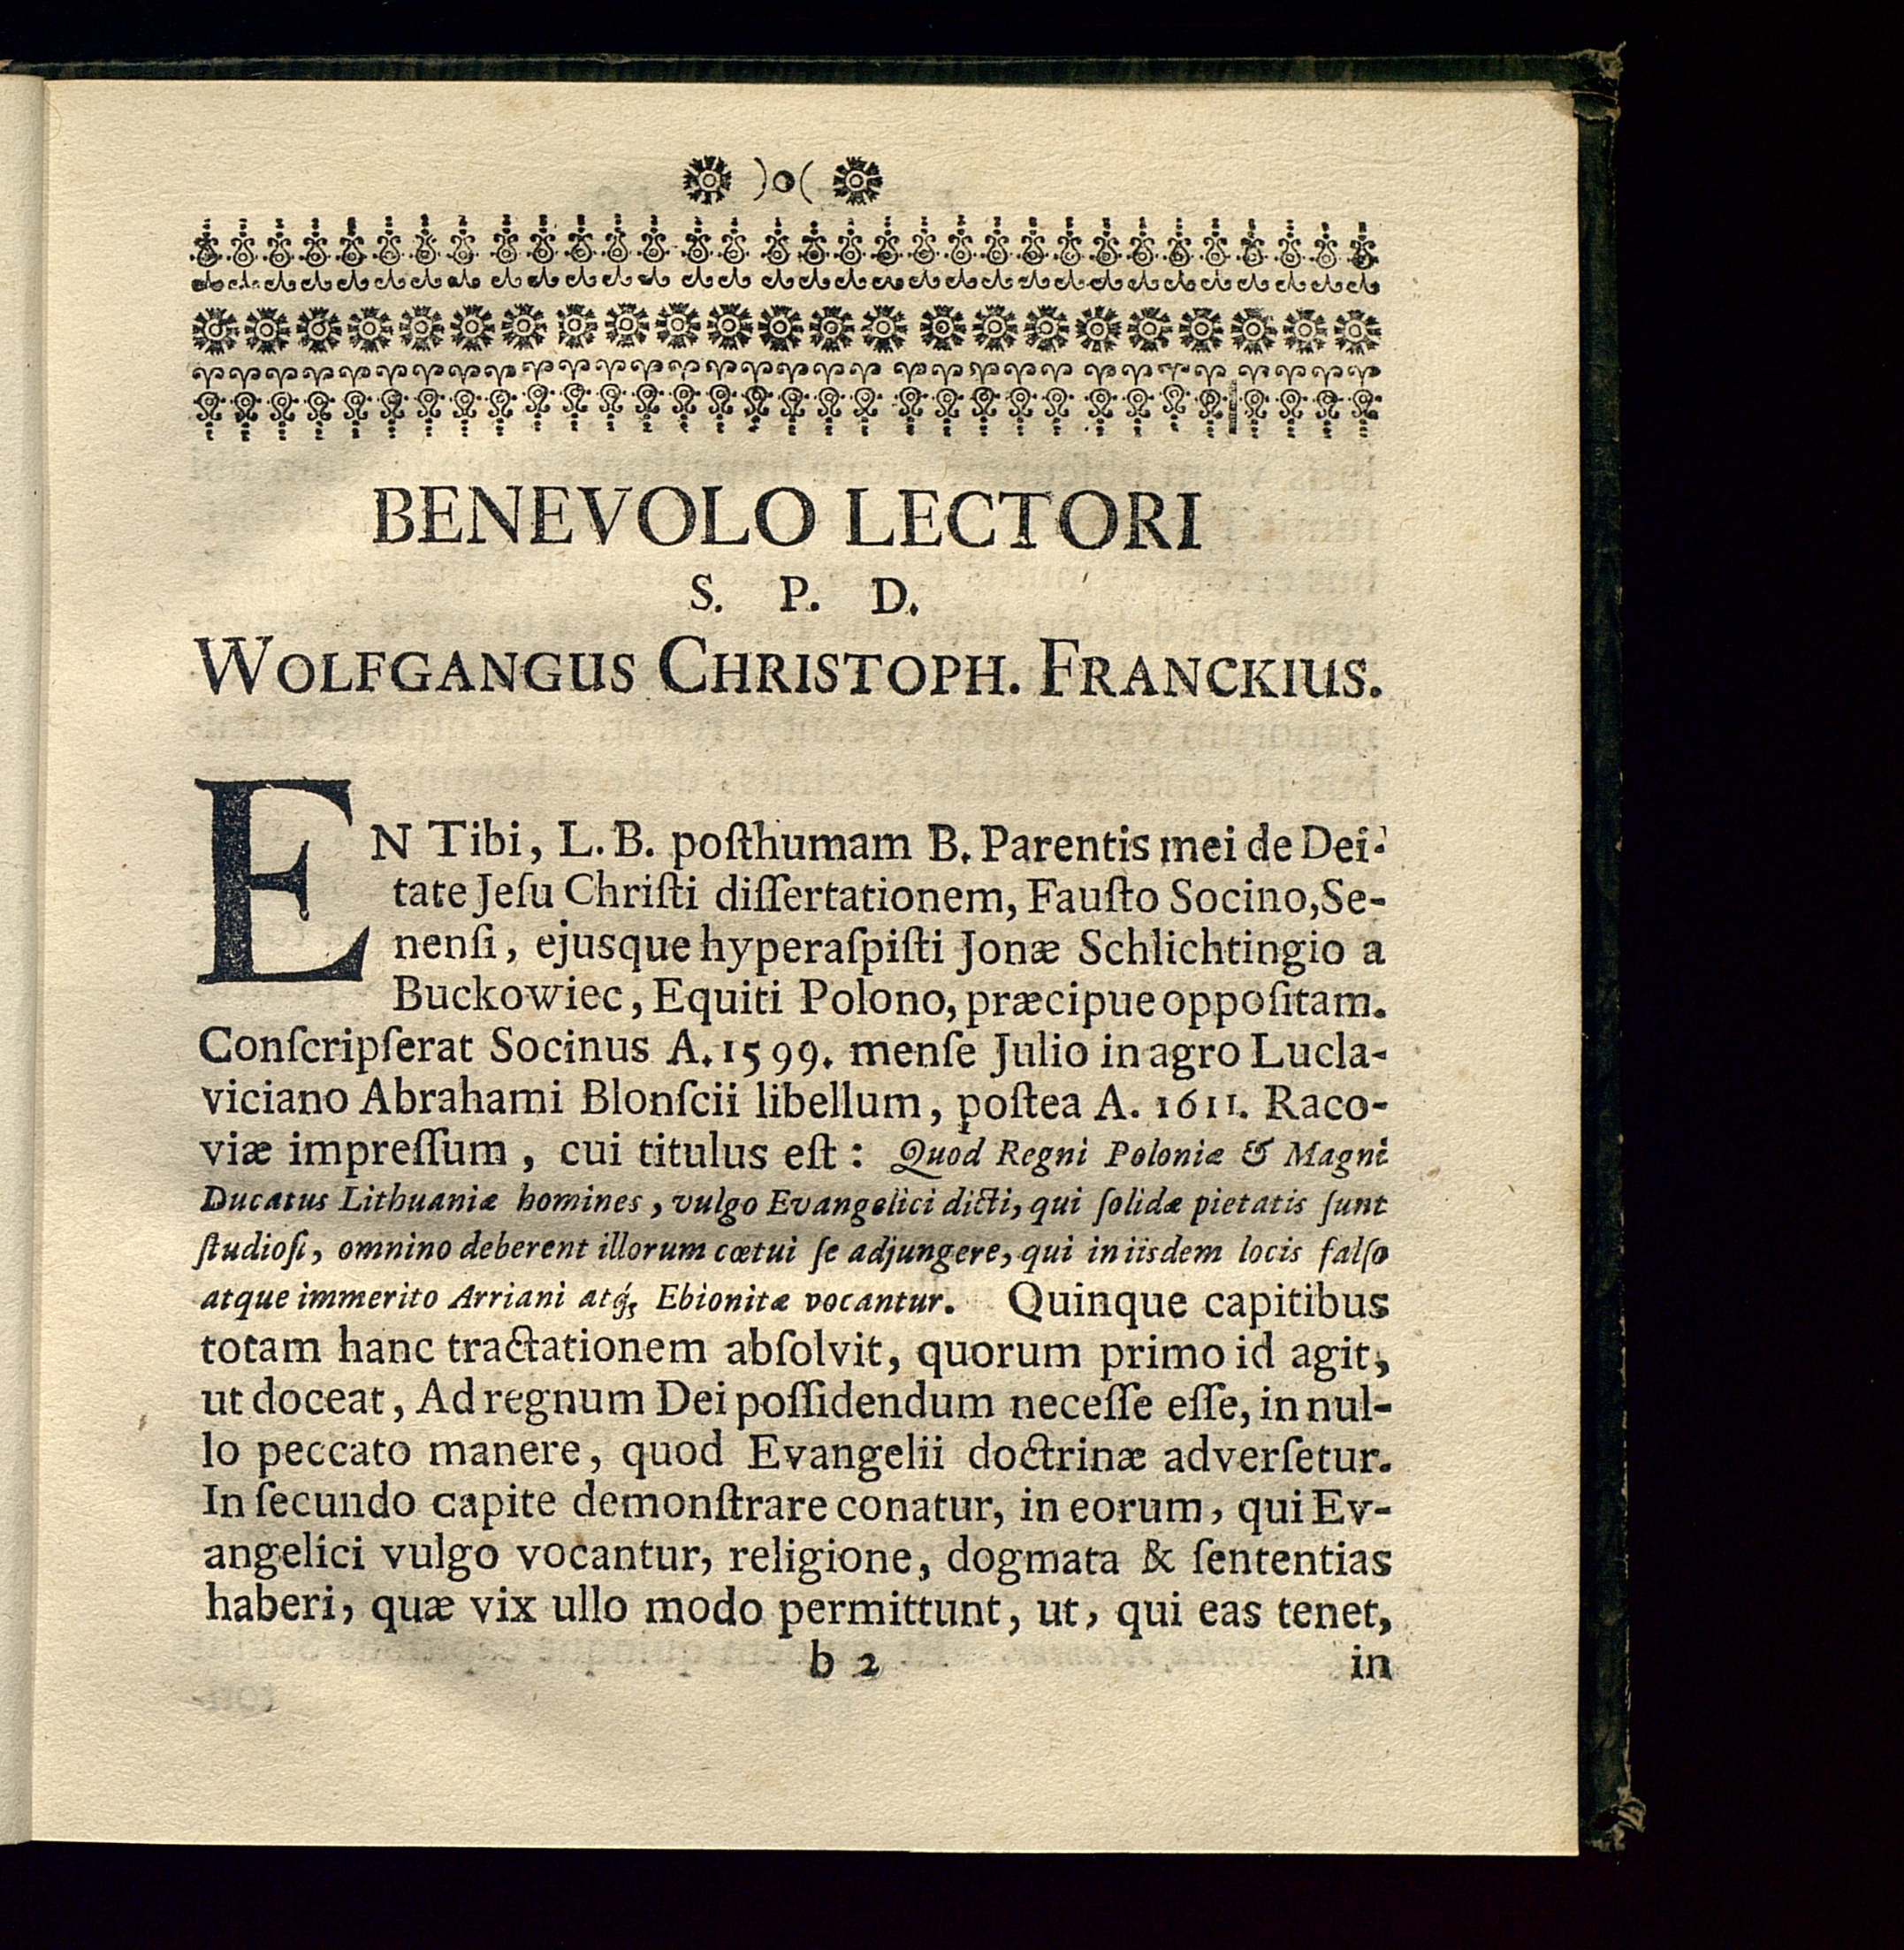 )o(
BENEVOLO LECTORI
S. P. D.
WOLFGANGUS CHRISTOPH. FRANCKIUS.
EN Tibi, L. B. poſthumam B. Parentis mei de Dei-
tate Jeſu Chriſti diſſertationem, Fauſto Socino, Se-
nenſi, ejusque hyperaſpiſti Jonæ Schlichtingio a
Buckowiec, Equiti Polono, præcipue oppoſitam.
Conſcripſerat Socinus A. 1599. menſe Julio in agro Lucla-
viciano Abrahami Blonſcii libellum, poſtea A. 1611. Raco-
viæ impreſſum, cui titulus eſt: Quod Regni Poloniæ & Magni
Ducatus Lithuaniæ homines, vulgo Evangelici dicti, qui ſolidæ pietatis ſunt
ſtudioſi, omnino deberent illorum cœtui ſe adjungere, qui in iisdem locis falſo
atque immerito Arriani atq́; Ebionitæ vocantur. Quinque capitibus
totam hanc tractationem abſolvit, quorum primo id agit,
ut doceat, Ad regnum Dei poſſidendum neceſſe eſſe, in nul-
lo peccato manere, quod Evangelii doctrinæ adverſetur.
In ſecundo capite demonſtrare conatur, in eorum, qui Ev-
angelici vulgo vocantur, religione, dogmata & ſententias
haberi, quæ vix ullo modo permittunt, ut, qui eas tenet,
b 2 in